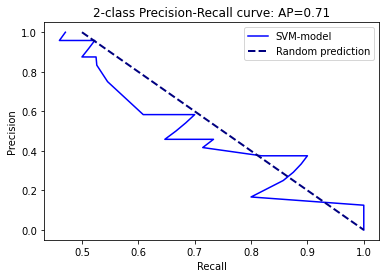 2-class Precision-Recall curve: AP=0.71
SVM-model
Random prediction
Precision
1.0
0.8
0.6
0.4
0.2
0.0
0.5 0.6 0.7 0.8 0.9 1.0
Recall